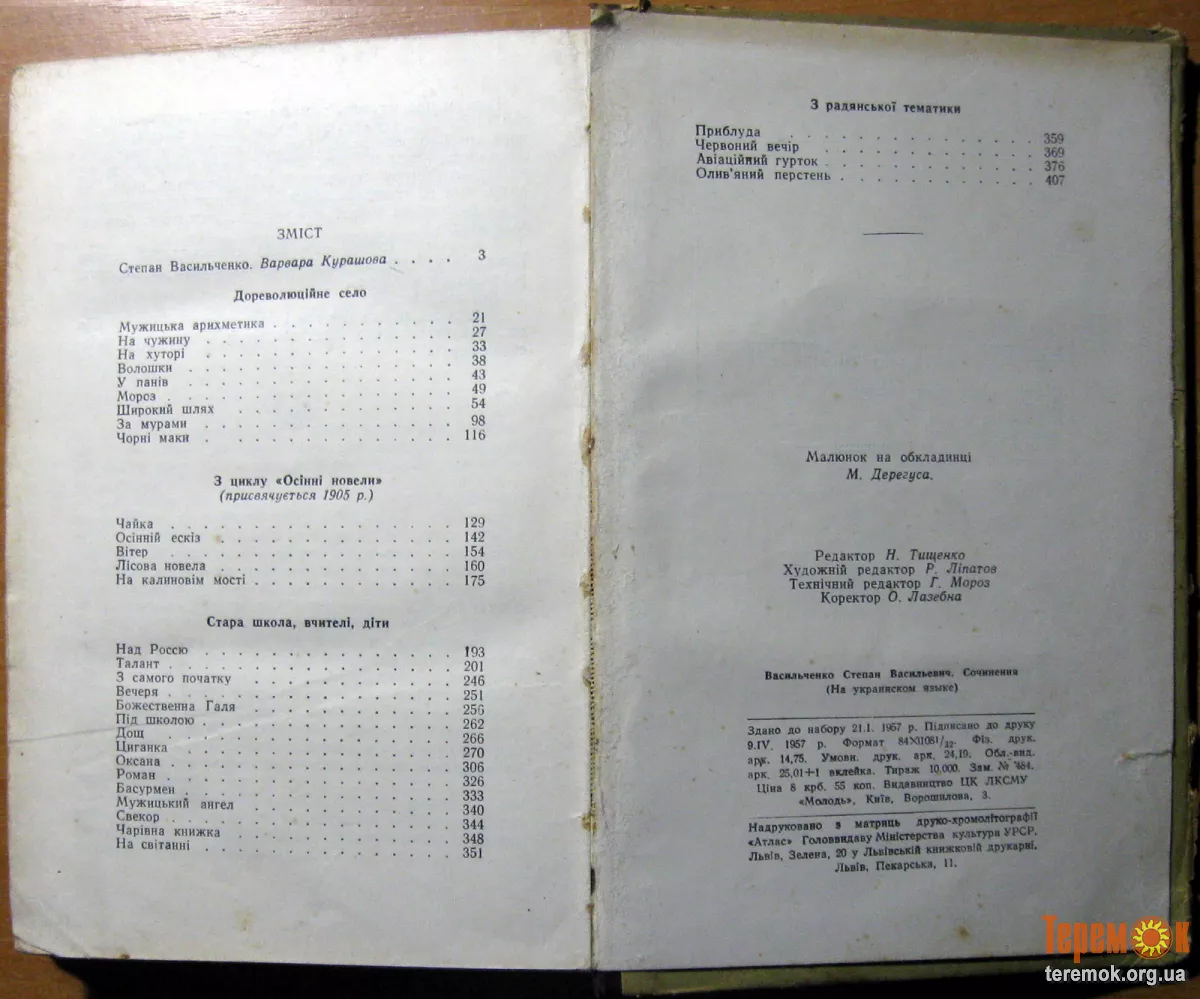 ЗМІСТ
Степан Васильченко. Варвара Курашова . . . . 3
Дореволюційне село
Мужицька арихметика . . . . . . . . . . . 21
На чужину . . . . . . . . . . . . . . . 27
На хуторі . . . . . . . . . . . . . . . 33
Волошки . . . . . . . . . . . . . . . . 38
У панів . . . . . . . . . . . . . . . . 43
Мороз . . . . . . . . . . . . . . . . . 49
Широкий шлях . . . . . . . . . . . . . 54
За мурами . . . . . . . . . . . . . . . 98
Чорні маки . . . . . . . . . . . . . . . 116
З циклу «Осінні новели»
(присвячується 1905 р.)
Чайка . . . . . . . . . . . . . . . . . 129
Осінній ескіз . . . . . . . . . . . . . . 142
Вітер . . . . . . . . . . . . . . . . . 154
Лісова новела . . . . . . . . . . . . . . 160
На калиновім мості . . . . . . . . . . . . 175
Стара школа, вчителі, діти
Над Россю . . . . . . . . . . . . . . . 193
Талант . . . . . . . . . . . . . . . . . 201
З самого початку . . . . . . . . . . . . 246
Вечеря . . . . . . . . . . . . . . . . . 251
Божественна Галя . . . . . . . . . . . . 256
Під школою . . . . . . . . . . . . . . . 262
Дощ . . . . . . . . . . . . . . . . . . 266
Циганка . . . . . . . . . . . . . . . . 270
Оксана . . . . . . . . . . . . . . . . . 306
Роман . . . . . . . . . . . . . . . . . 326
Басурмен . . . . . . . . . . . . . . . . 333
Мужицький ангел . . . . . . . . . . . . 340
Свекор . . . . . . . . . . . . . . . . . 344
Чарівна книжка . . . . . . . . . . . . . 348
На світанні . . . . . . . . . . . . . . . 351
З радянської тематики
Приблуда . . . . . . . . . . . . . 359
Червоний вечір . . . . . . . . . . . 369
Авіаційний гурток . . . . . . . . . . . 376
Олив'яний перстень . . . . . . . . . . 407
Малюнок на обкладинці
М. Дерегуса.
Редактор Н. Тищенко
Художній редактор Р. Ліпатов
Технічний редактор Г. Мороз
Коректор О. Лазебна
Васильченко Степан Васильевич. Сочинения
(На украинском языке)
Здано до набору 21.I. 1957 р. Підписано до друку
9.IV. 1957 р. Формат 84Х1081/32. Фіз. друк.
арк. 14,75. Умовн. друк. арк. 24,19. Обл.-вид.
арк. 25,01+1 вклейка. Тираж 10,000. Зам. № 484.
Ціна 8 крб. 55 коп. Видавництво ЦК ЛКСМУ
«Молодь», Київ, Ворошилова, 3.
Надруковано з матриць друко-хромолітографії
«Атлас» Головвидаву Міністерства культура УРСР,
Львів, Зелена, 20 у Львівській книжковій друкарні,
Львів, Пекарська, 11.
Теремок
teremok.org.ua